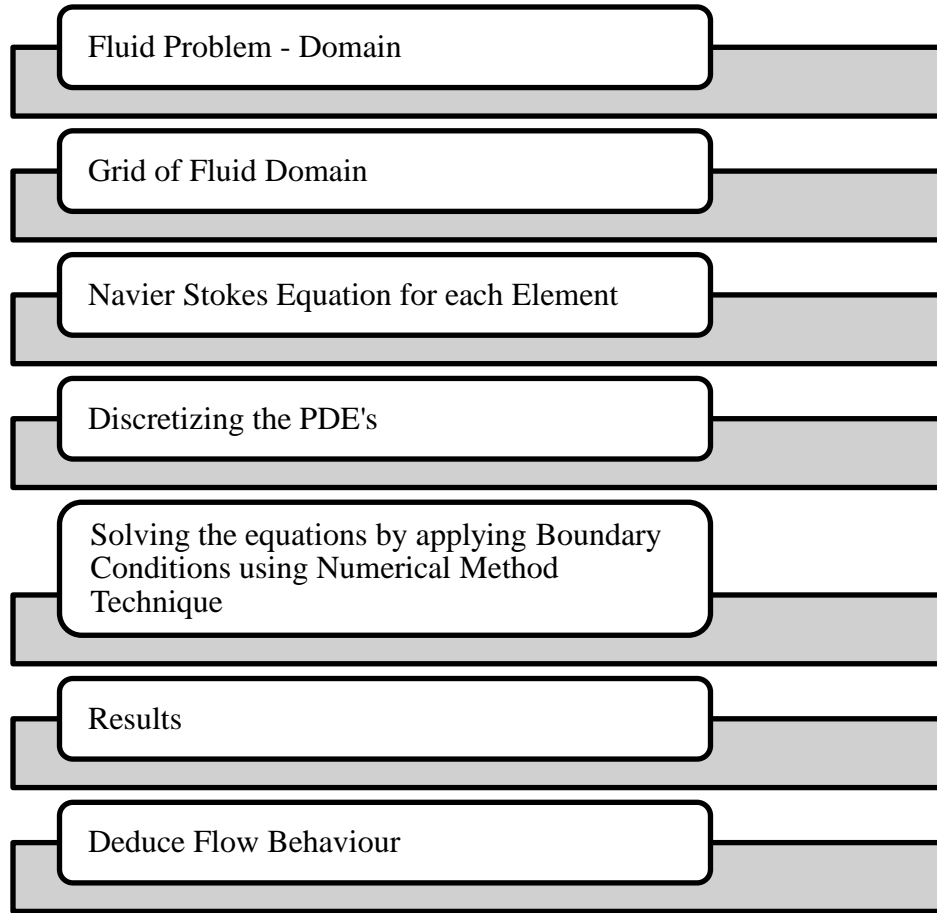 Fluid Problem - Domain
Grid of Fluid Domain
Navier Stokes Equation for each Element
Discretizing the PDE's
Solving the equations by applying Boundary
Conditions using Numerical Method
Technique
Results
Deduce Flow Behaviour